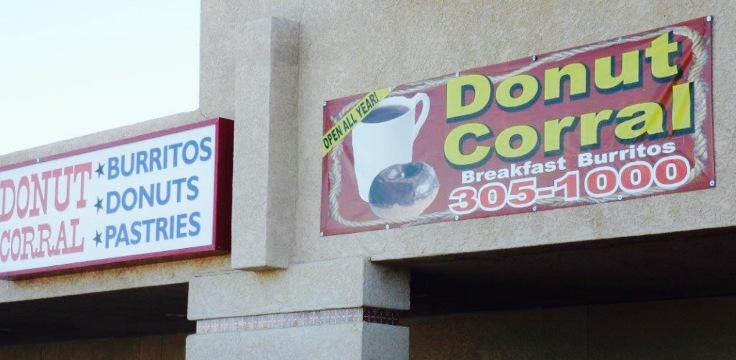 DONUT
CORRAL
★BURRITOS
★DONUTS
★PASTRIES
OPEN ALL YEAR!
Donut
Corral
Breakfast Burritos
305-1000